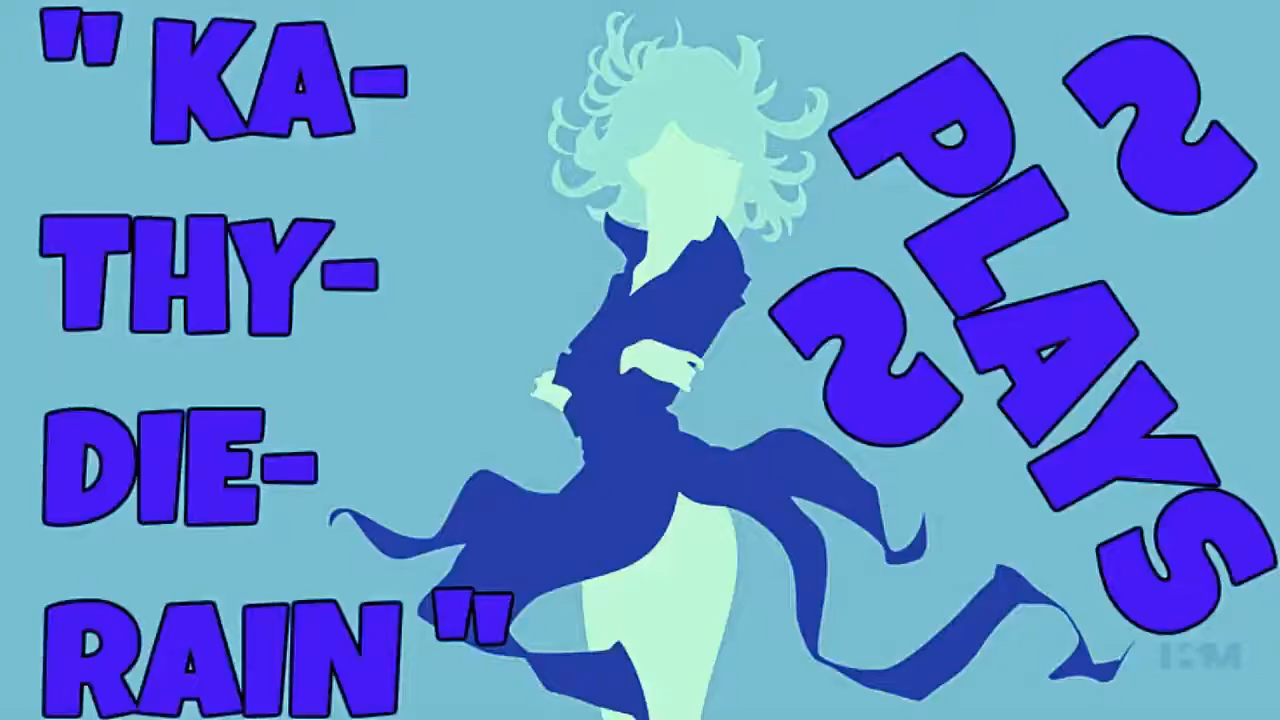 "KA-
THY-
DIE-
RAIN"
~ PLAYS ~